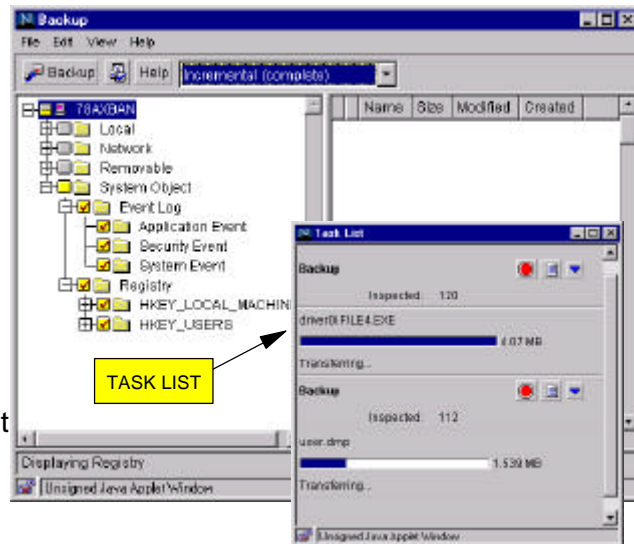 Backup
File Edit View Help
Backup Help Incremental (complete)
78AXBAN
Local
Network
Removable
System Object
Event Log
Application Event
Security Event
System Event
Registry
HKEY_LOCAL_MACHIN
HKEY_USERS
Name Size Modified Created
TASK LIST
t
Displaying Registry
Unsigned Java Applet Window
Task List
Backup
Inspected: 120
driver0\FILE4.EXE
4.07 MB
Transferring...
Backup
Inspected: 112
user.dmp
1.539 MB
Transferring...
Unsigned Java Applet Window